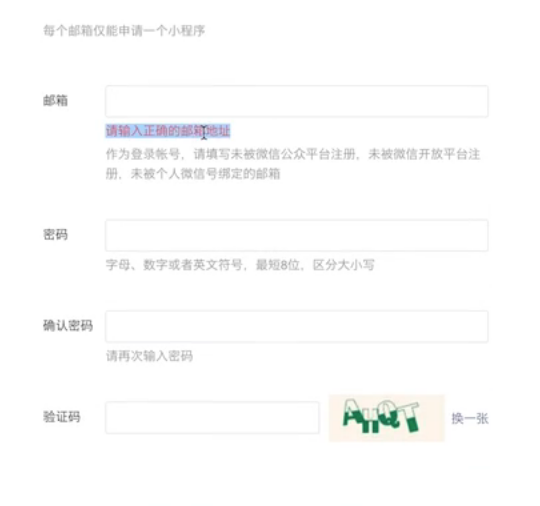 每个邮箱仅能申请一个小程序
邮箱
请输入正确的邮箱地址
作为登录帐号，请填写未被微信公众平台注册，未被微信开放平台注
册，未被个人微信号绑定的邮箱
密码
字母、数字或者英文符号，最短8位，区分大小写
确认密码
请再次输入密码
验证码
换一张